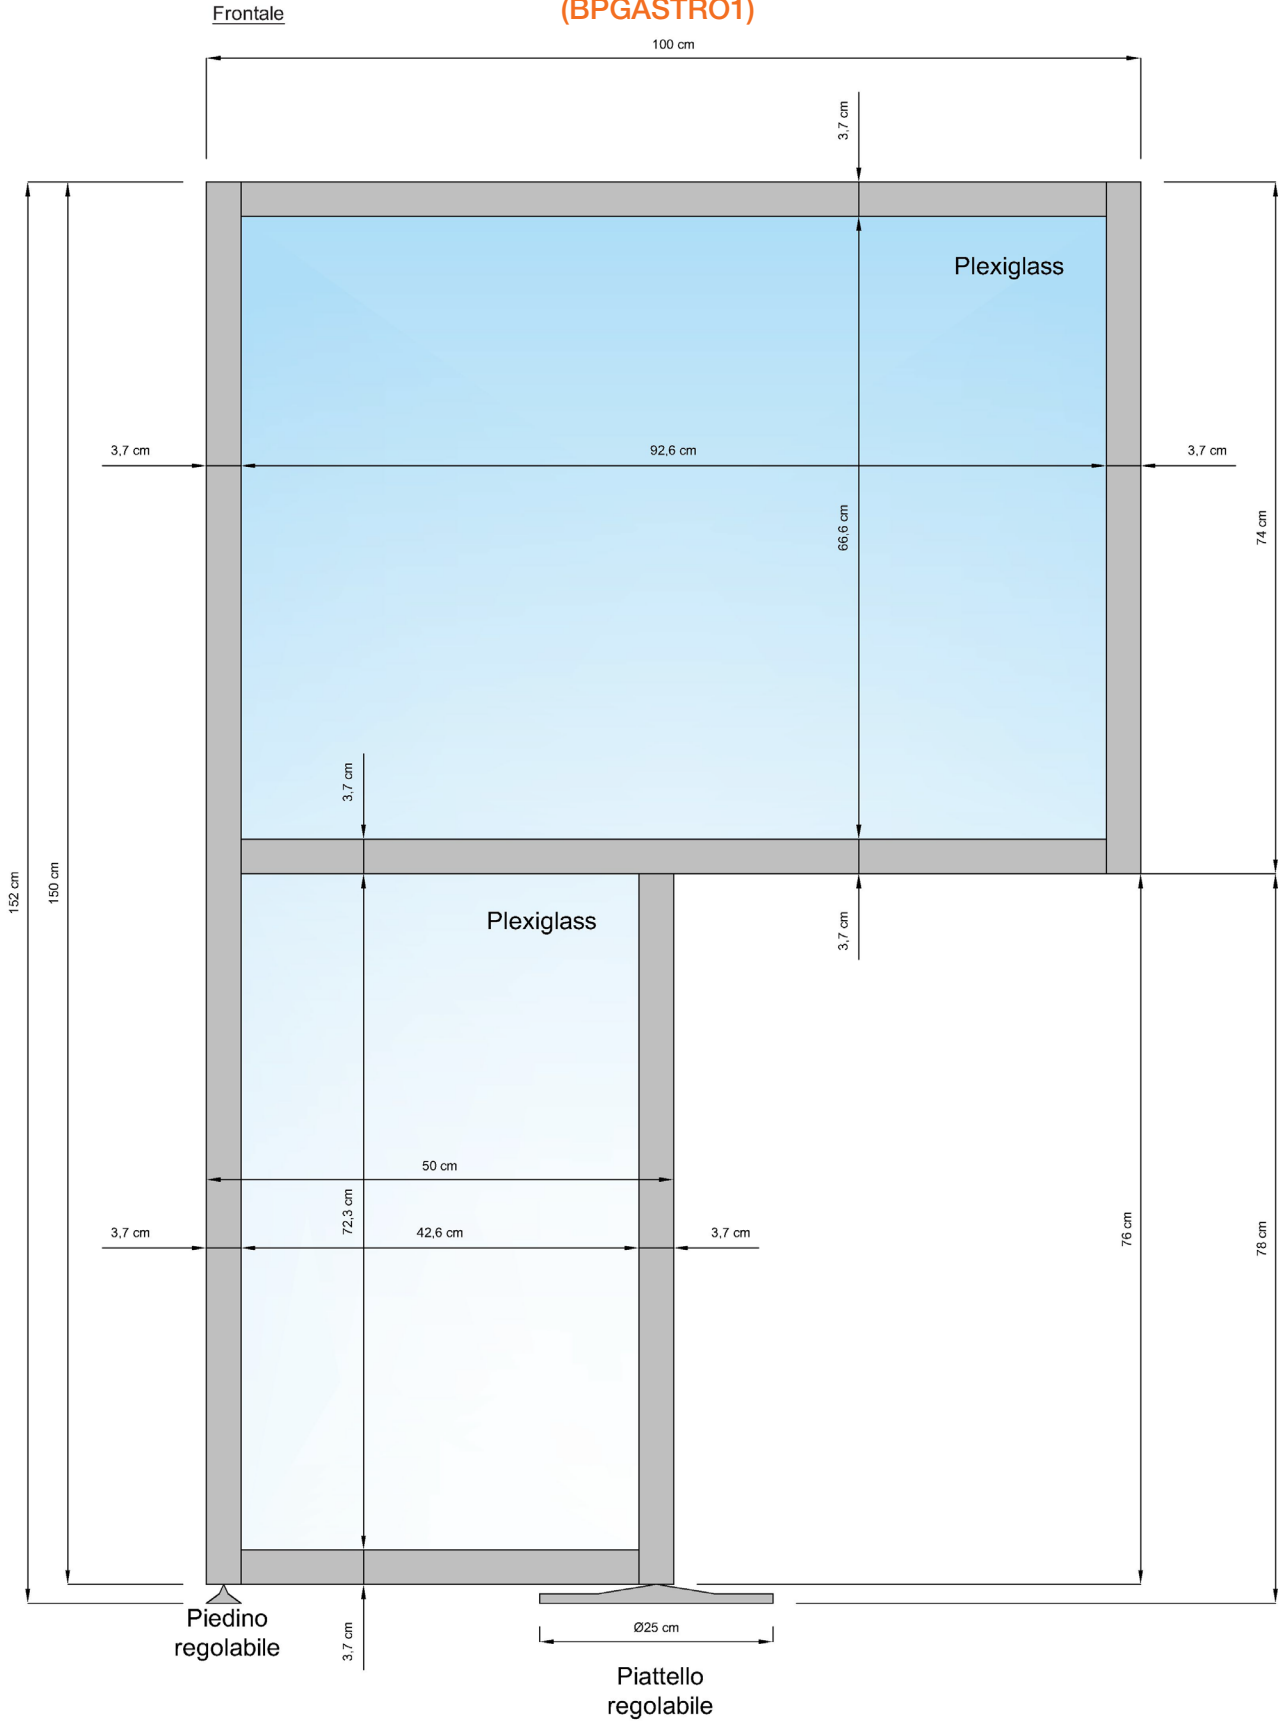 Frontale
(BPGASTRO1)
100 cm
3,7 cm
Plexiglass
3,7 cm
92,6 cm
3,7 cm
66,6 cm
74 cm
3,7 cm
152 cm
150 cm
Plexiglass
3,7 cm
50 cm
72,3 cm
3,7 cm
42,6 cm
3,7 cm
76 cm
78 cm
Piedino
regolabile
3,7 cm
Ø25 cm
Piattello
regolabile